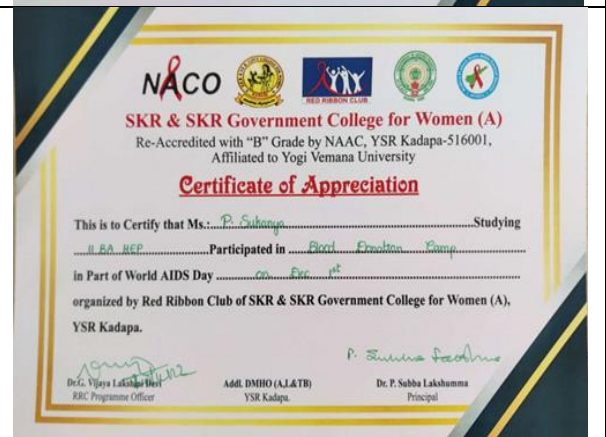 NACO
RED RIBBON CLUB
SKR & SKR Government College for Women (A)
Re-Accredited with "B" Grade by NAAC, YSR Kadapa-516001,
Affiliated to Yogi Vemana University
Certificate of Appreciation
This is to Certify that Ms.: P. Sukanya Studying
II BA HEP Participated in Blood Donation Camp
in Part of World AIDS Day on Dec 1st
organized by Red Ribbon Club of SKR & SKR Government College for Women (A),
YSR Kadapa.
Dr.G. Vijaya Lakshmi Devi Addl. DMHO (A,L&TB) Dr. P. Subba Lakshumma
RRC Programme Officer YSR Kadapa. Principal